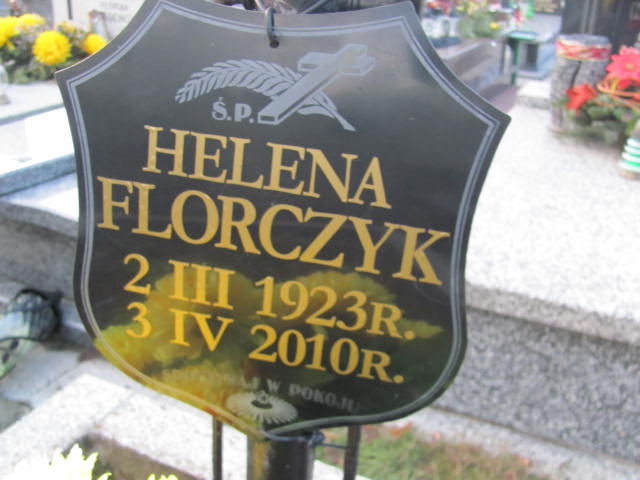 Ś.P.
HELENA
FLORCZYK
2 III 1923R.
3 IV 2010R.
W POKOJU